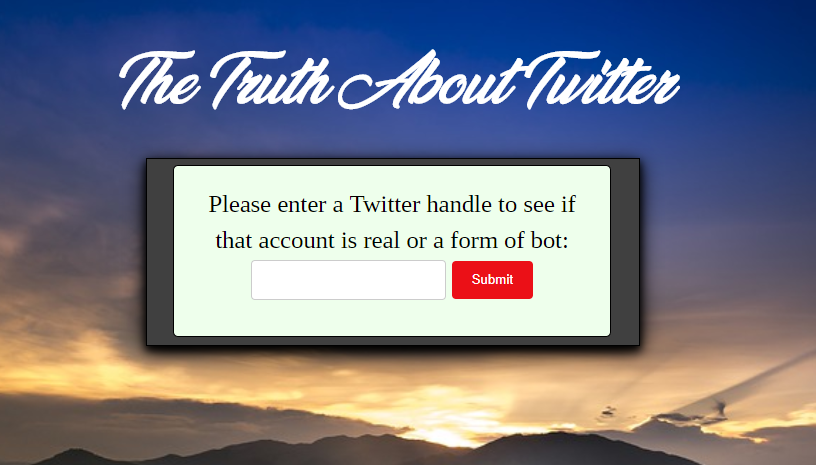 The Truth About Twitter
Please enter a Twitter handle to see if
that account is real or a form of bot:
Submit